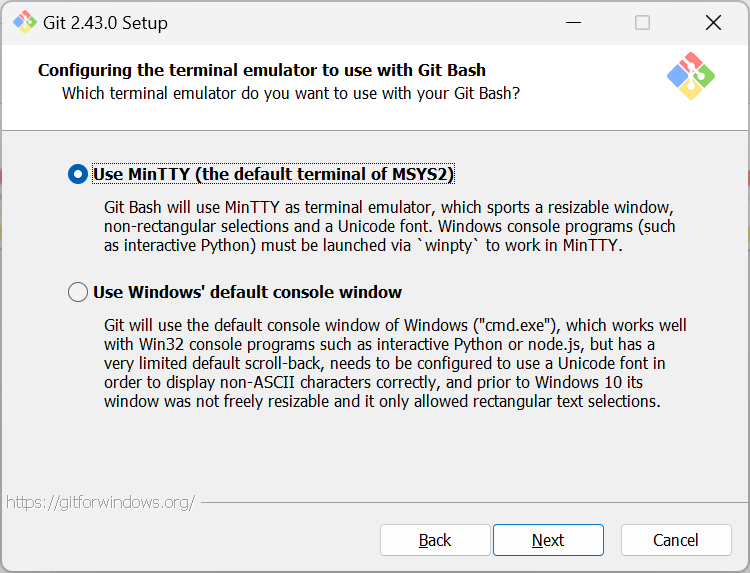 Git 2.43.0 Setup
Configuring the terminal emulator to use with Git Bash
Which terminal emulator do you want to use with your Git Bash?
Use MinTTY (the default terminal of MSYS2)
Git Bash will use MinTTY as terminal emulator, which sports a resizable window,
non-rectangular selections and a Unicode font. Windows console programs (such
as interactive Python) must be launched via `winpty` to work in MinTTY.
Use Windows' default console window
Git will use the default console window of Windows ("cmd.exe"), which works well
with Win32 console programs such as interactive Python or node.js, but has a
very limited default scroll-back, needs to be configured to use a Unicode font in
order to display non-ASCII characters correctly, and prior to Windows 10 its
window was not freely resizable and it only allowed rectangular text selections.
https://gitforwindows.org/
Back Next Cancel